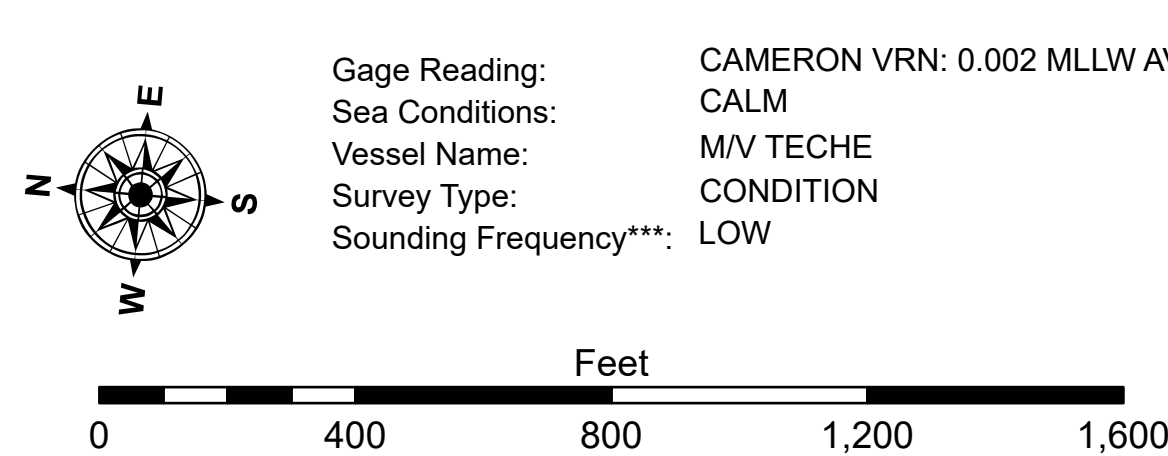 E
N
S
W
Gage Reading: CAMERON VRN: 0.002 MLLW
Sea Conditions: CALM
Vessel Name: M/V TECHE
Survey Type: CONDITION
Sounding Frequency***: LOW
Feet
0 400 800 1,200 1,600